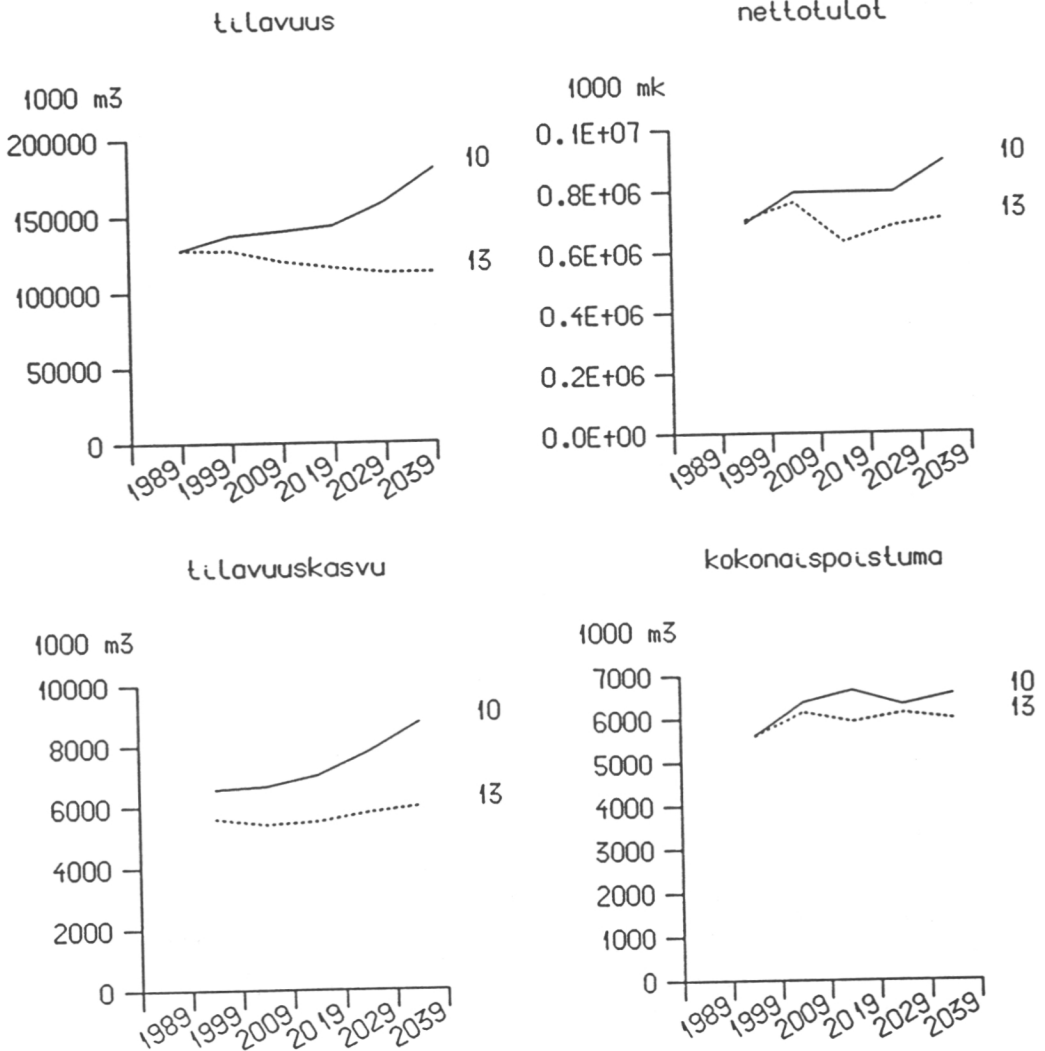 tilavuus
1000 m3
200000
150000
100000
50000
0
10
13
1989 1999 2009 2019 2029 2039
nettotulot
1000 mk
0.1E+07
0.8E+06
0.6E+06
0.4E+06
0.2E+06
0.0E+00
10
13
1989 1999 2009 2019 2029 2039
tilavuuskasvu
1000 m3
10000
8000
6000
4000
2000
0
10
13
1989 1999 2009 2019 2029 2039
kokonaispoistuma
1000 m3
7000
6000
5000
4000
3000
2000
1000
0
10
13
1989 1999 2009 2019 2029 2039